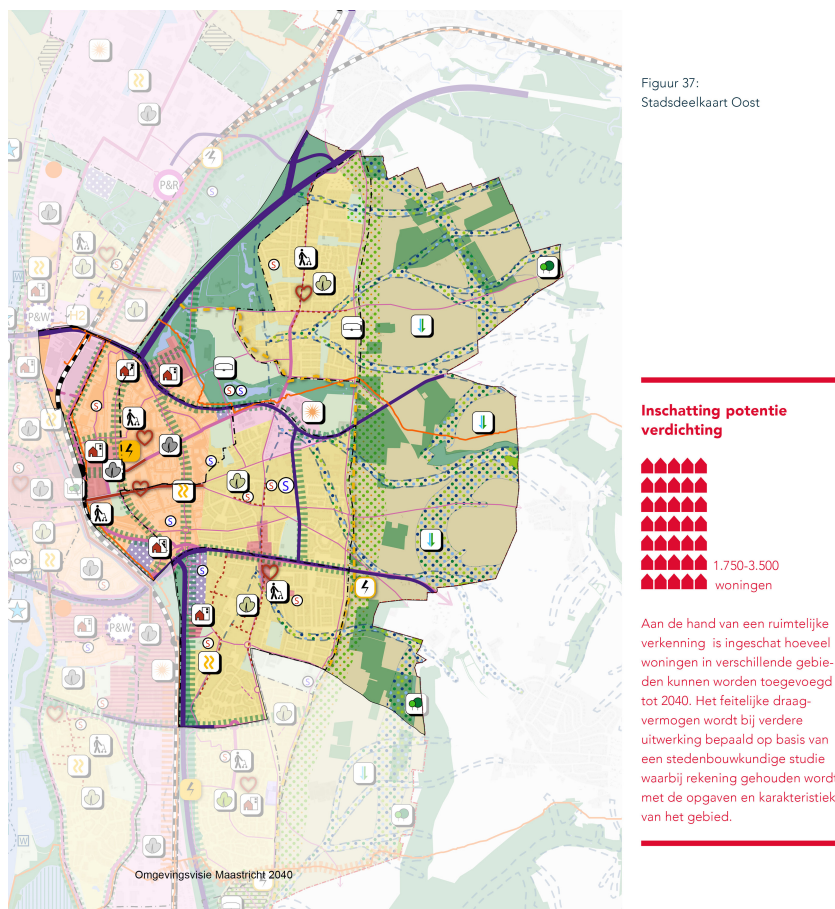 Figuur 37:
Stadsdeelkaart Oost
P&R
P&W
H2
P&W
Omgevingsvisie Maastricht 2040
Inschatting potentie
verdichting
1.750-3.500
woningen
Aan de hand van een ruimtelijke
verkenning is ingeschat hoeveel
woningen in verschillende gebie-
den kunnen worden toegevoegd
tot 2040. Het feitelijke draag-
vermogen wordt bij verdere
uitwerking bepaald op basis van
een stedenbouwkundige studie
waarbij rekening gehouden wordt
met de opgaven en karakteristiek
van het gebied.